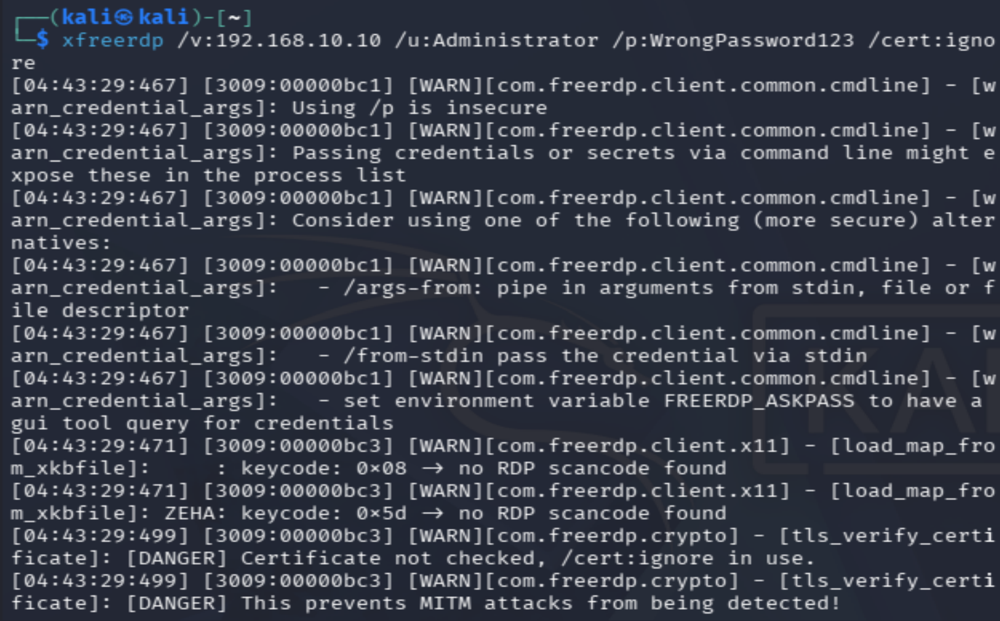 ┌──(kali㉿kali)-[~]
└─$ xfreerdp /v:192.168.10.10 /u:Administrator /p:WrongPassword123 /cert:igno
re
[04:43:29:467] [3009:00000bc1] [WARN][com.freerdp.client.common.cmdline] - [w
arn_credential_args]: Using /p is insecure
[04:43:29:467] [3009:00000bc1] [WARN][com.freerdp.client.common.cmdline] - [w
arn_credential_args]: Passing credentials or secrets via command line might e
xpose these in the process list
[04:43:29:467] [3009:00000bc1] [WARN][com.freerdp.client.common.cmdline] - [w
arn_credential_args]: Consider using one of the following (more secure) alter
natives:
[04:43:29:467] [3009:00000bc1] [WARN][com.freerdp.client.common.cmdline] - [w
arn_credential_args]:   - /args-from: pipe in arguments from stdin, file or f
ile descriptor
[04:43:29:467] [3009:00000bc1] [WARN][com.freerdp.client.common.cmdline] - [w
arn_credential_args]:   - /from-stdin pass the credential via stdin
[04:43:29:467] [3009:00000bc1] [WARN][com.freerdp.client.common.cmdline] - [w
arn_credential_args]:   - set environment variable FREERDP_ASKPASS to have a
gui tool query for credentials
[04:43:29:471] [3009:00000bc3] [WARN][com.freerdp.client.x11] - [load_map_fro
m_xkbfile]:     : keycode: 0×08 → no RDP scancode found
[04:43:29:471] [3009:00000bc3] [WARN][com.freerdp.client.x11] - [load_map_fro
m_xkbfile]: ZEHA: keycode: 0×5d → no RDP scancode found
[04:43:29:499] [3009:00000bc3] [WARN][com.freerdp.crypto] - [tls_verify_certi
ficate]: [DANGER] Certificate not checked, /cert:ignore in use.
[04:43:29:499] [3009:00000bc3] [WARN][com.freerdp.crypto] - [tls_verify_certi
ficate]: [DANGER] This prevents MITM attacks from being detected!